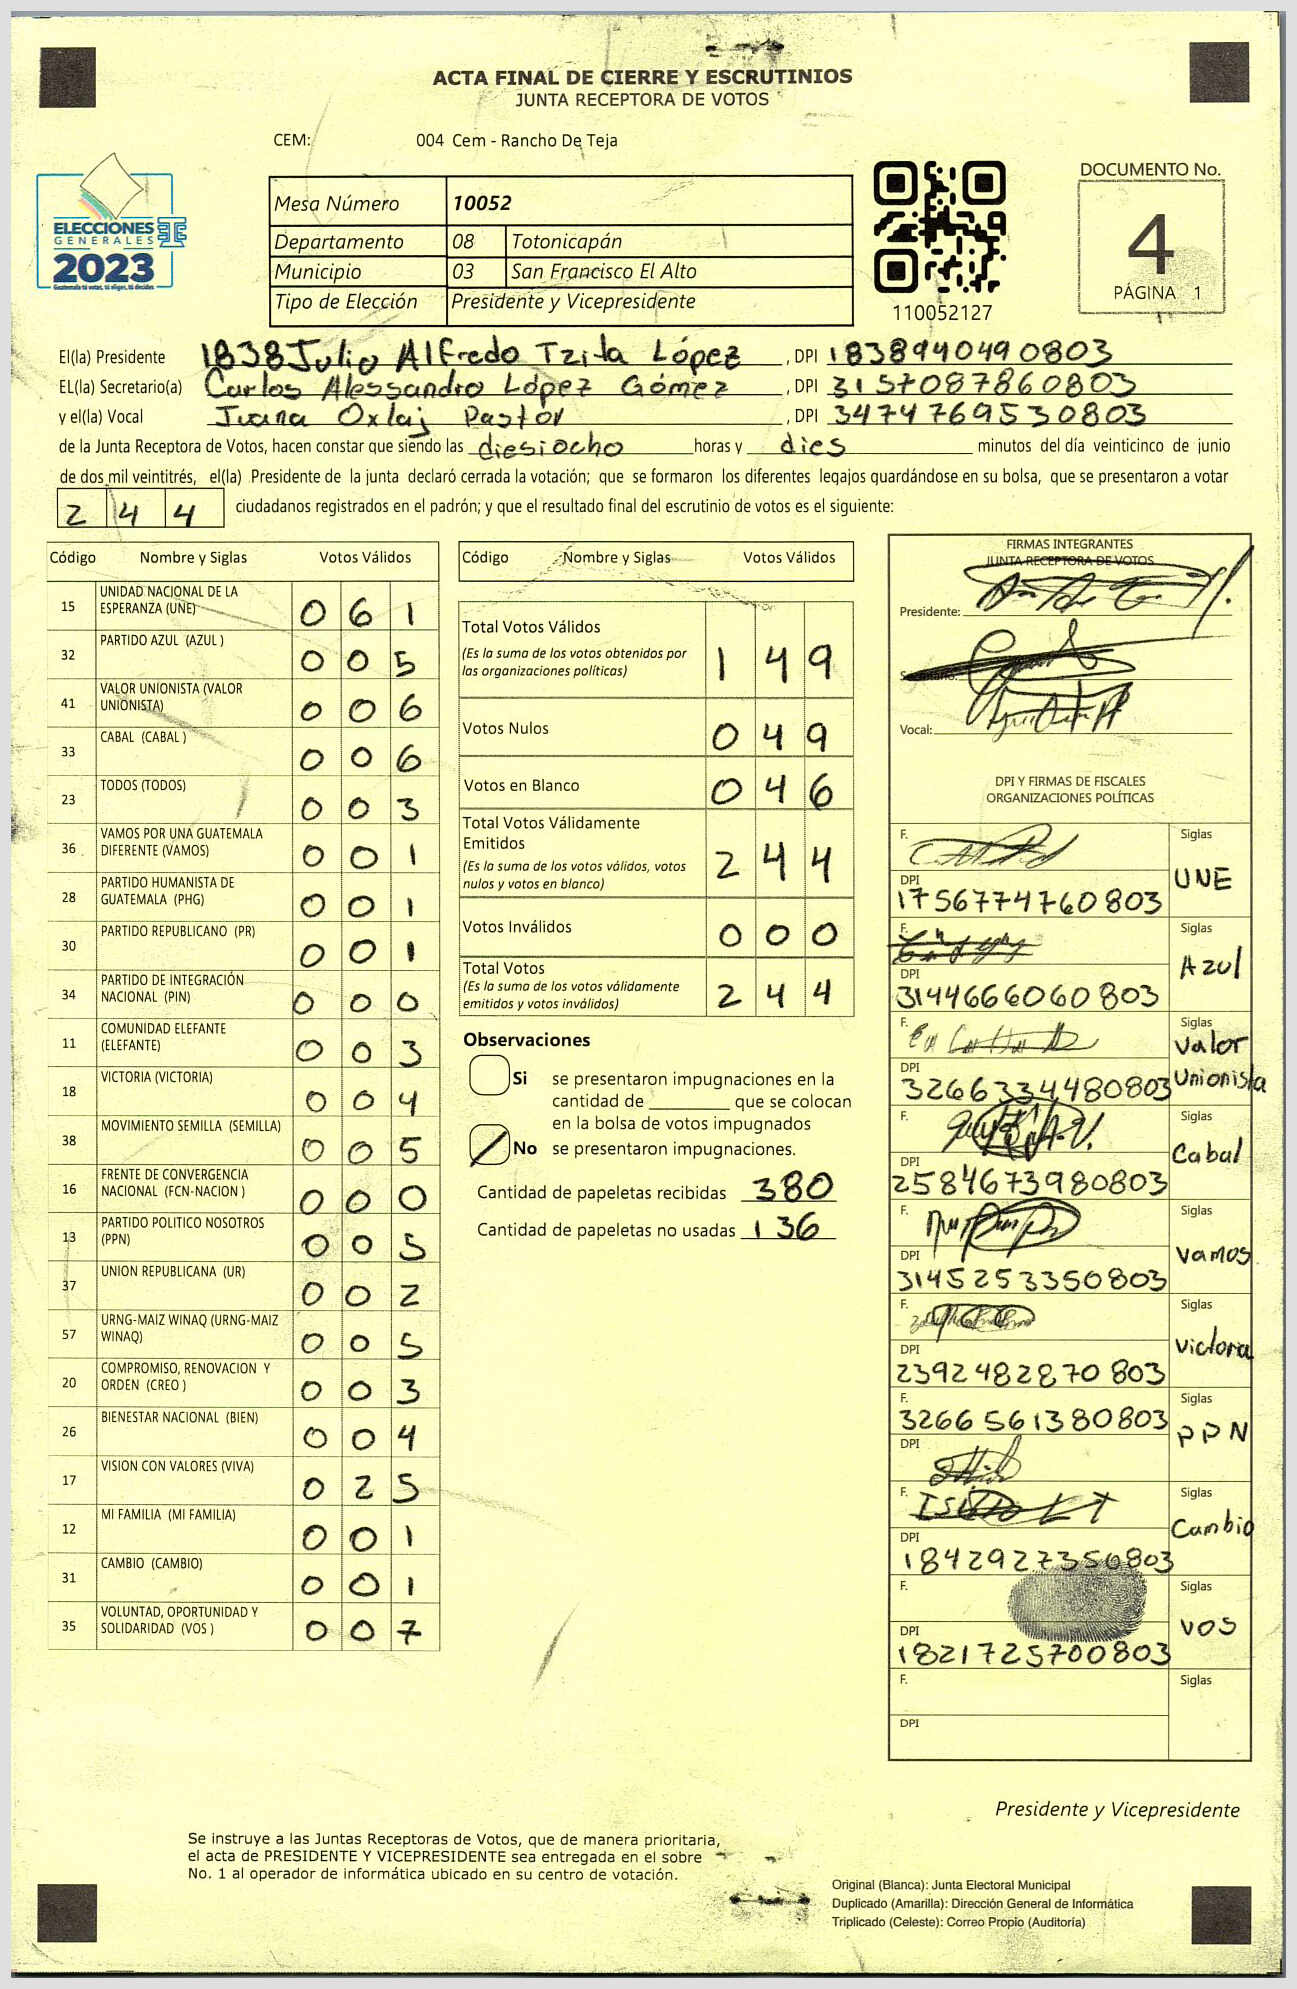 ACTA FINAL DE CIERRE Y ESCRUTINIOS
JUNTA RECEPTORA DE VOTOS
CEM: 004 Cem - Rancho De Teja
ELECCIONES
GENERALES
2023
Guatemala tú votas, tú eliges, tú decides
Mesa Número 10052
Departamento 08 Totonicapán
Municipio 03 San Francisco El Alto
Tipo de Elección Presidente y Vicepresidente
110052127
DOCUMENTO No.
4
PÁGINA 1
El(la) Presidente 1838Julio Alfredo Tzita López, DPI 1838940490803
EL(la) Secretario(a) Carlos Alessandro López Gómez, DPI 3157087860803
y el(la) Vocal Juana Oxlaj Pastor, DPI 3474769530803
de la Junta Receptora de Votos, hacen constar que siendo las diesiocho horas y dies minutos del día veinticinco de junio
de dos mil veintitrés, el(la) Presidente de la junta declaró cerrada la votación; que se formaron los diferentes legajos guardándose en su bolsa, que se presentaron a votar
2 4 4 ciudadanos registrados en el padrón; y que el resultado final del escrutinio de votos es el siguiente:
Código Nombre y Siglas Votos Válidos
15 UNIDAD NACIONAL DE LA
ESPERANZA (UNE) 0 6 1
32 PARTIDO AZUL (AZUL ) 0 0 5
41 VALOR UNIONISTA (VALOR
UNIONISTA) 0 0 6
33 CABAL (CABAL ) 0 0 6
23 TODOS (TODOS) 0 0 3
36 VAMOS POR UNA GUATEMALA
DIFERENTE (VAMOS) 0 0 1
28 PARTIDO HUMANISTA DE
GUATEMALA (PHG) 0 0 1
30 PARTIDO REPUBLICANO (PR) 0 0 1
34 PARTIDO DE INTEGRACIÓN
NACIONAL (PIN) 0 0 0
11 COMUNIDAD ELEFANTE
(ELEFANTE) 0 0 3
18 VICTORIA (VICTORIA) 0 0 4
38 MOVIMIENTO SEMILLA (SEMILLA) 0 0 5
16 FRENTE DE CONVERGENCIA
NACIONAL (FCN-NACION ) 0 0 0
13 PARTIDO POLITICO NOSOTROS
(PPN) 0 0 5
37 UNION REPUBLICANA (UR) 0 0 2
57 URNG-MAIZ WINAQ (URNG-MAIZ
WINAQ) 0 0 5
20 COMPROMISO, RENOVACION Y
ORDEN (CREO ) 0 0 3
26 BIENESTAR NACIONAL (BIEN) 0 0 4
17 VISION CON VALORES (VIVA) 0 2 5
12 MI FAMILIA (MI FAMILIA) 0 0 1
31 CAMBIO (CAMBIO) 0 0 1
35 VOLUNTAD, OPORTUNIDAD Y
SOLIDARIDAD (VOS ) 0 0 7
Código Nombre y Siglas Votos Válidos
Total Votos Válidos
(Es la suma de los votos obtenidos por
las organizaciones políticas) 1 4 9
Votos Nulos 0 4 9
Votos en Blanco 0 4 6
Total Votos Válidamente
Emitidos
(Es la suma de los votos válidos, votos
nulos y votos en blanco) 2 4 4
Votos Inválidos 0 0 0
Total Votos
(Es la suma de los votos válidamente
emitidos y votos inválidos) 2 4 4
Observaciones
Si se presentaron impugnaciones en la
cantidad de ________ que se colocan
en la bolsa de votos impugnados
No se presentaron impugnaciones.
Cantidad de papeletas recibidas 380
Cantidad de papeletas no usadas 136
FIRMAS INTEGRANTES
JUNTA RECEPTORA DE VOTOS
Presidente:
Vocal:
DPI Y FIRMAS DE FISCALES
ORGANIZACIONES POLÍTICAS
F. Siglas
UNE
DPI
1756774760803
F. Siglas
Azul
DPI
3144666060803
F. Siglas
Valor
Unionista
DPI
3266334480803
F. Siglas
Cabal
DPI
2584673980803
F. Siglas
Vamos
DPI
3145253350803
F. Siglas
Victoria
DPI
2392482870803
F. Siglas
3266561380803
PPN
DPI
F. Siglas
Cambio
DPI
1842927350803
F. Siglas
VOS
DPI
1821725700803
F. Siglas
DPI
Presidente y Vicepresidente
Se instruye a las Juntas Receptoras de Votos, que de manera prioritaria,
el acta de PRESIDENTE Y VICEPRESIDENTE sea entregada en el sobre
No. 1 al operador de informática ubicado en su centro de votación.
Original (Blanca): Junta Electoral Municipal
Duplicado (Amarilla): Dirección General de Informática
Triplicado (Celeste): Correo Propio (Auditoría)